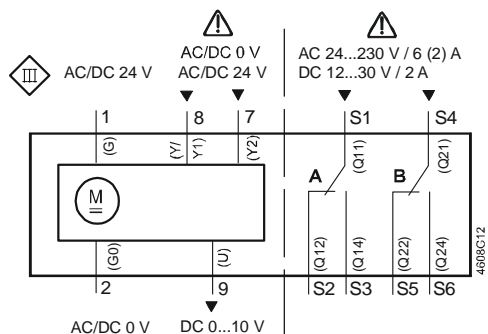 AC/DC 0 V
AC/DC 24 V
AC 24...230 V / 6 (2) A
DC 12...30 V / 2 A
III
AC/DC 24 V
1 8 7 S1 S4
(G) (Y/ Y1) (Y2) (Q11) (Q21)
A B
M
(G0) (U) (Q12) (Q14) (Q22) (Q24)
2 9 S2 S3 S5 S6
AC/DC 0 V DC 0...10 V
4608C12